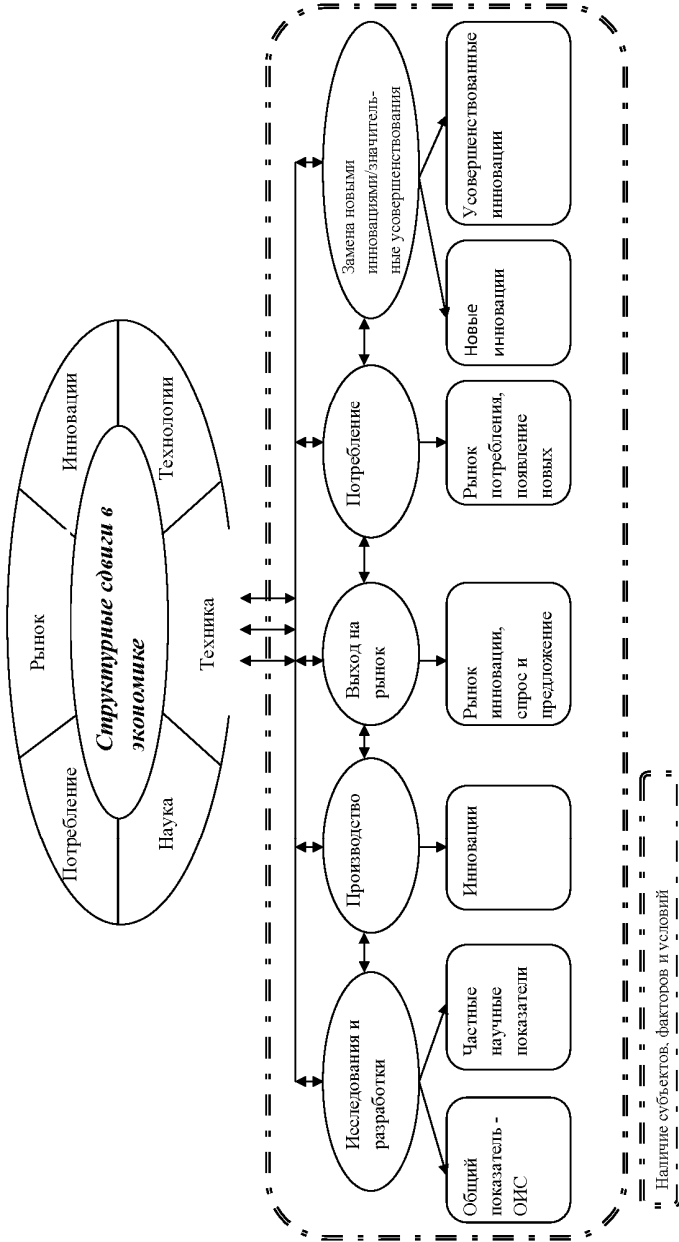 Потребление
Рынок
Инновации
Структурные сдвиги в
экономике
Наука
Техника
Технологии
Исследования и
разработки
Производство
Выход на
рынок
Потребление
Замена новыми
инновациями/значитель-
ные усовершенствования
Общий
показатель -
ОИС
Частные
научные
показатели
Инновации
Рынок
инновации,
спрос и
предложение
Рынок
потребления,
появление
новых
Новые
инновации
Усовершенствованные
инновации
Наличие субъектов, факторов и условий